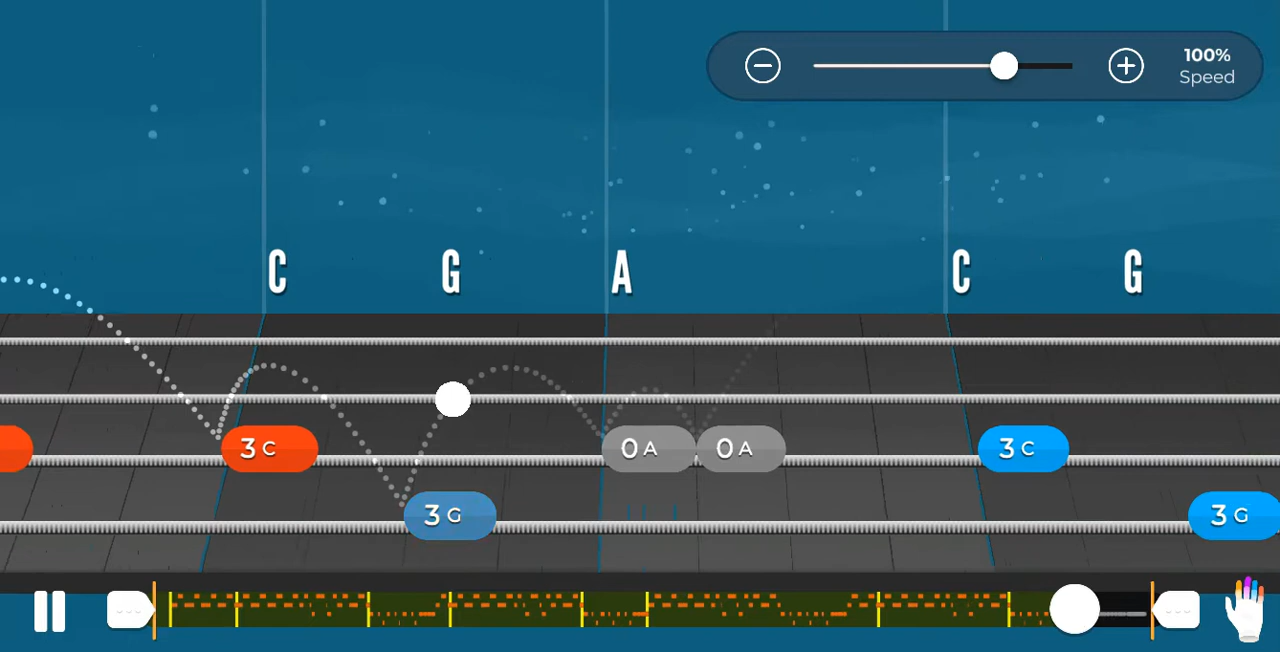 100%
Speed
C G A C G
3 C 0 A 0 A 3 C
3 G 3 G